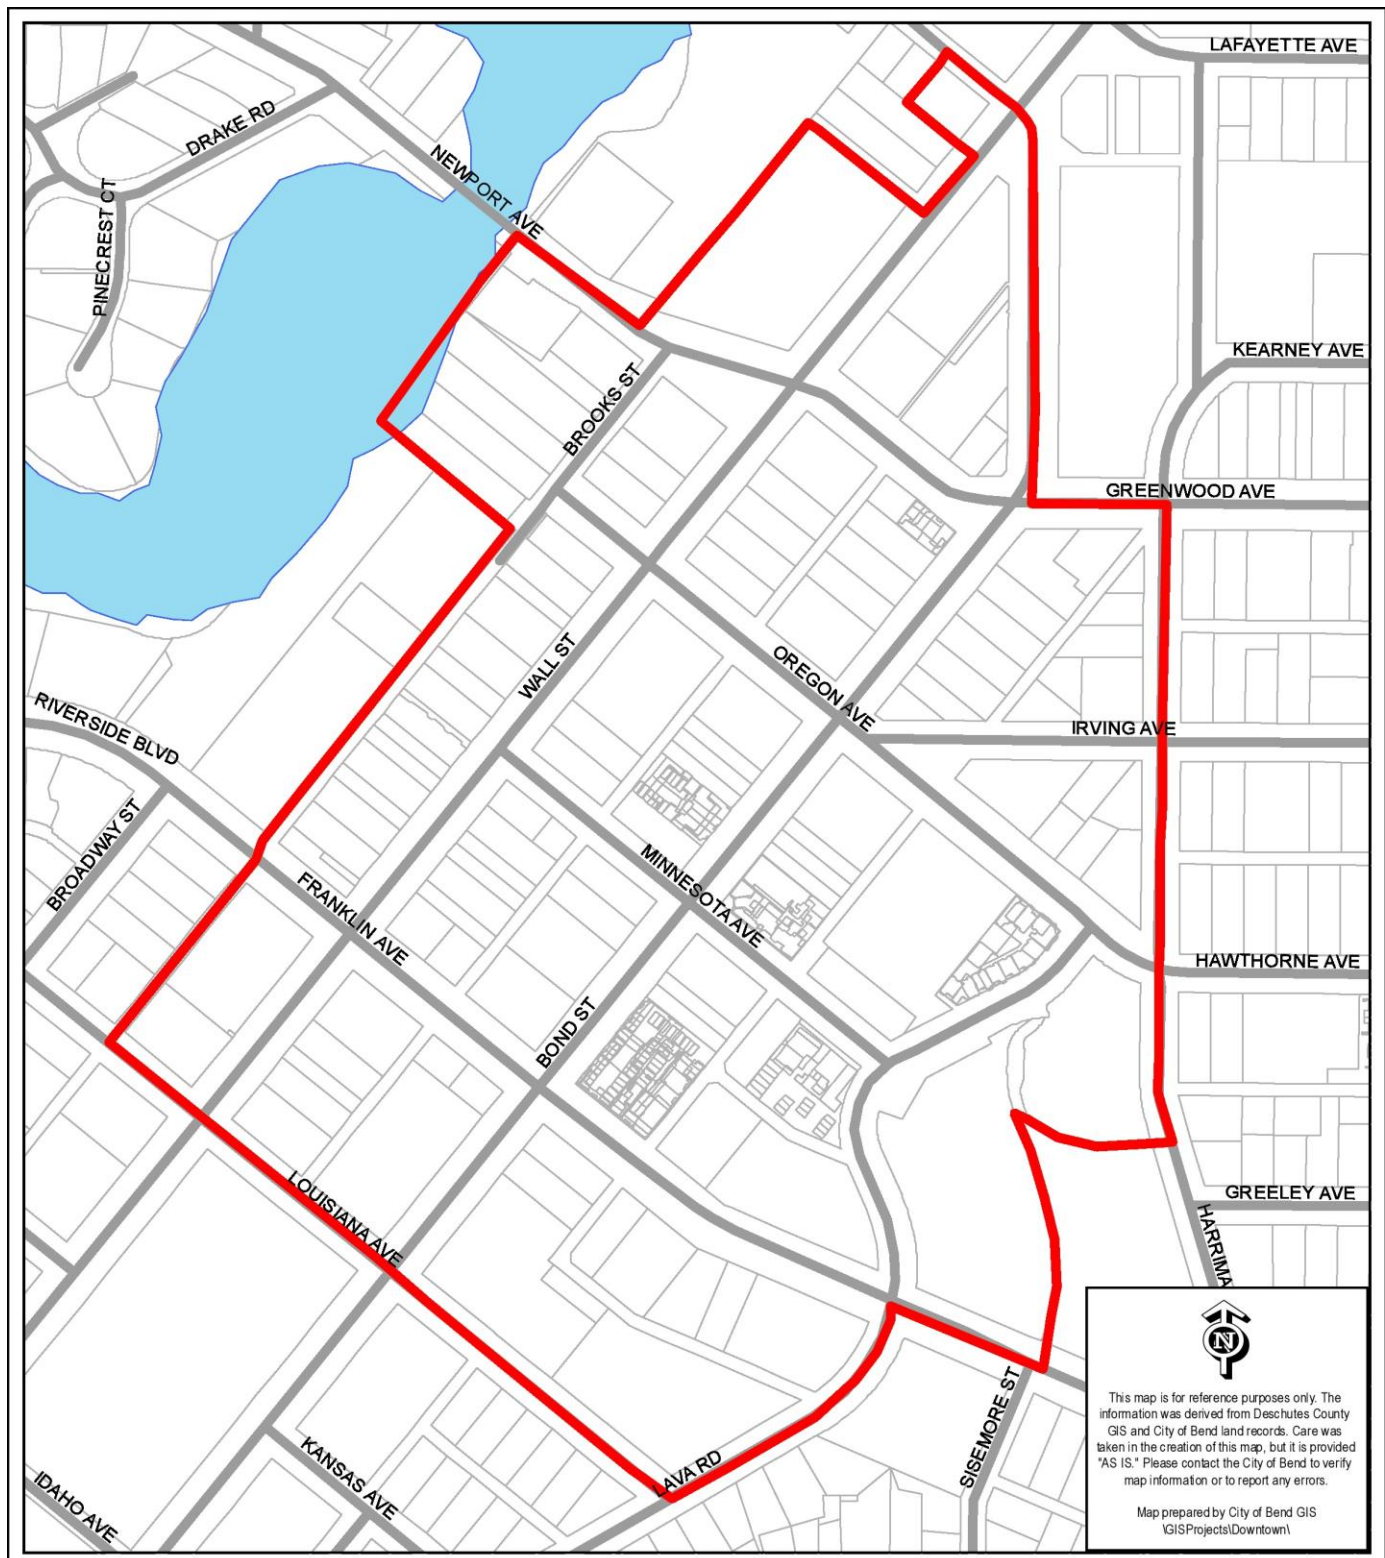 LAFAYETTE AVE
DRAKE RD
NEWPORT AVE
PINECREST CT
KEARNEY AVE
BROOKS ST
GREENWOOD AVE
WALL ST
OREGON AVE
RIVERSIDE BLVD
IRVING AVE
BROADWAY ST
MINNESOTA AVE
FRANKLIN AVE
HAWTHORNE AVE
BOND ST
LOUISIANA AVE
GREELEY AVE
HARRIMA
N
SISEMORE ST
LAVA RD
KANSAS AVE
IDAHO AVE
This map is for reference purposes only. The
information was derived from Deschutes County
GIS and City of Bend land records. Care was
taken in the creation of this map, but it is provided
"AS IS." Please contact the City of Bend to verify
map information or to report any errors.
Map prepared by City of Bend GIS
\GISProjects\Downtown\